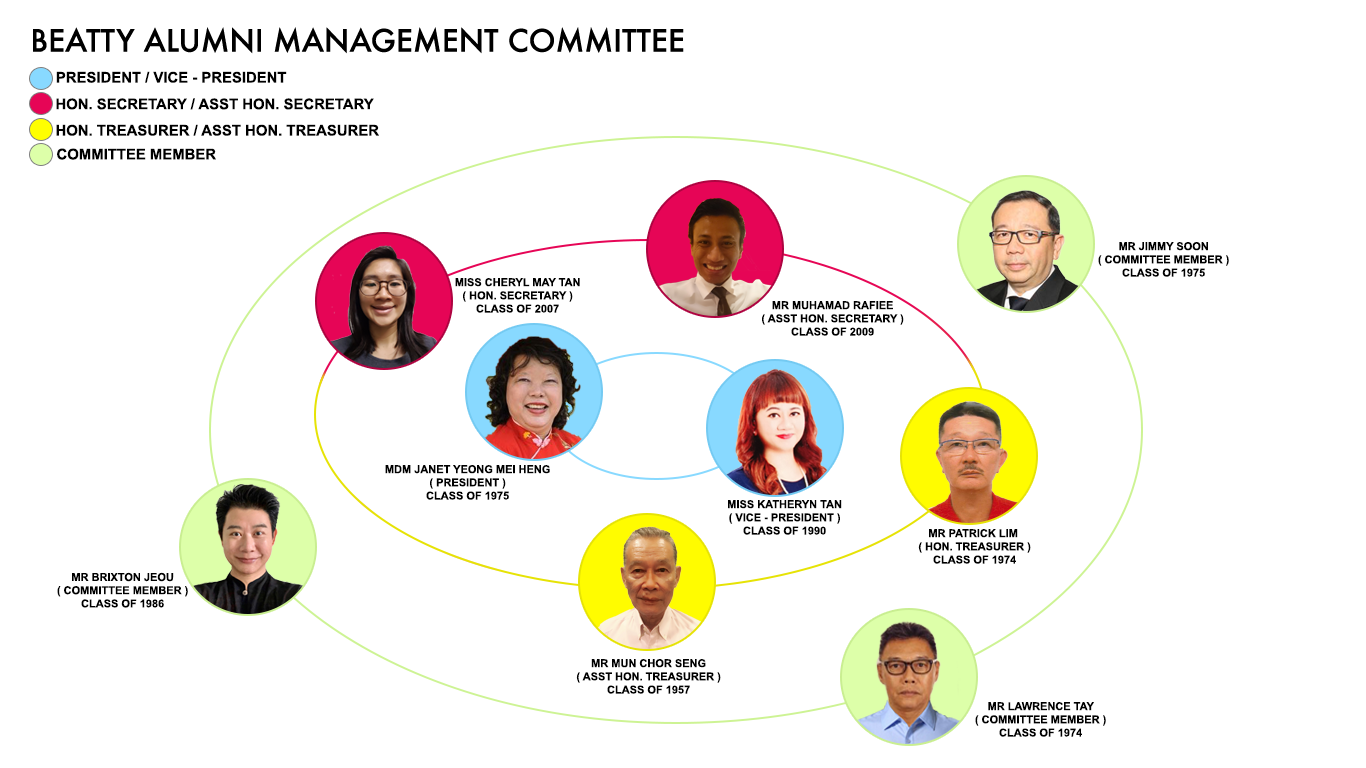 BEATTY ALUMNI MANAGEMENT COMMITTEE
PRESIDENT / VICE - PRESIDENT
HON. SECRETARY / ASST HON. SECRETARY
HON. TREASURER / ASST HON. TREASURER
COMMITTEE MEMBER
MR JIMMY SOON
( COMMITTEE MEMBER )
CLASS OF 1975
MISS CHERYL MAY TAN
( HON. SECRETARY )
CLASS OF 2007
MR MUHAMAD RAFIEE
( ASST HON. SECRETARY )
CLASS OF 2009
MDM JANET YEONG MEI HENG
( PRESIDENT )
CLASS OF 1975
MISS KATHERYN TAN
( VICE - PRESIDENT )
CLASS OF 1990
MR PATRICK LIM
( HON. TREASURER )
CLASS OF 1974
MR BRIXTON JEOU
( COMMITTEE MEMBER )
CLASS OF 1986
MR MUN CHOR SENG
( ASST HON. TREASURER )
CLASS OF 1957
MR LAWRENCE TAY
( COMMITTEE MEMBER )
CLASS OF 1974